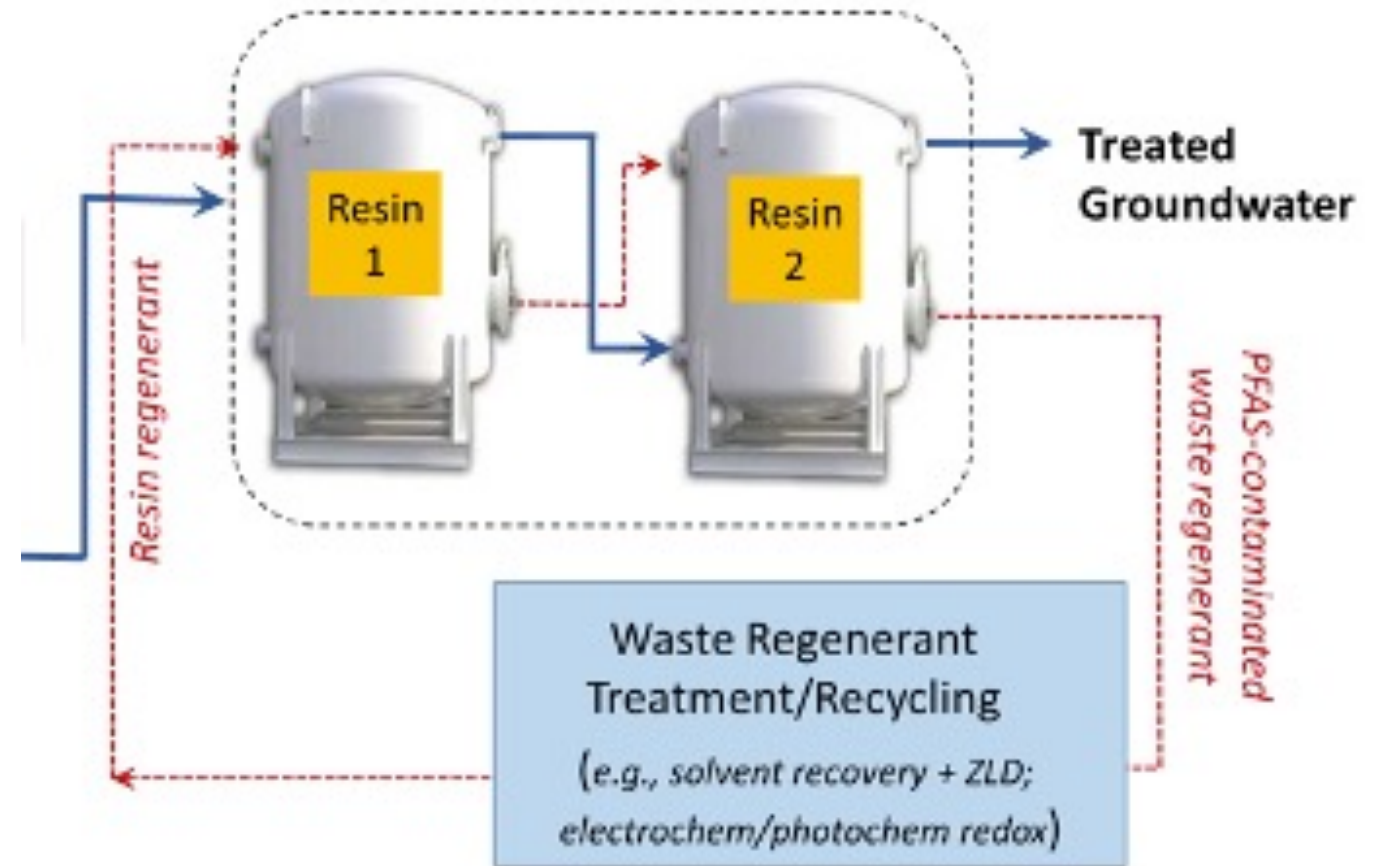 Resin
1
Resin
2
Treated
Groundwater
Resin regenerant
PFAS-contaminated
waste regenerant
Waste Regenerant
Treatment/Recycling
(e.g., solvent recovery + ZLD;
electrochem/photochem redox)